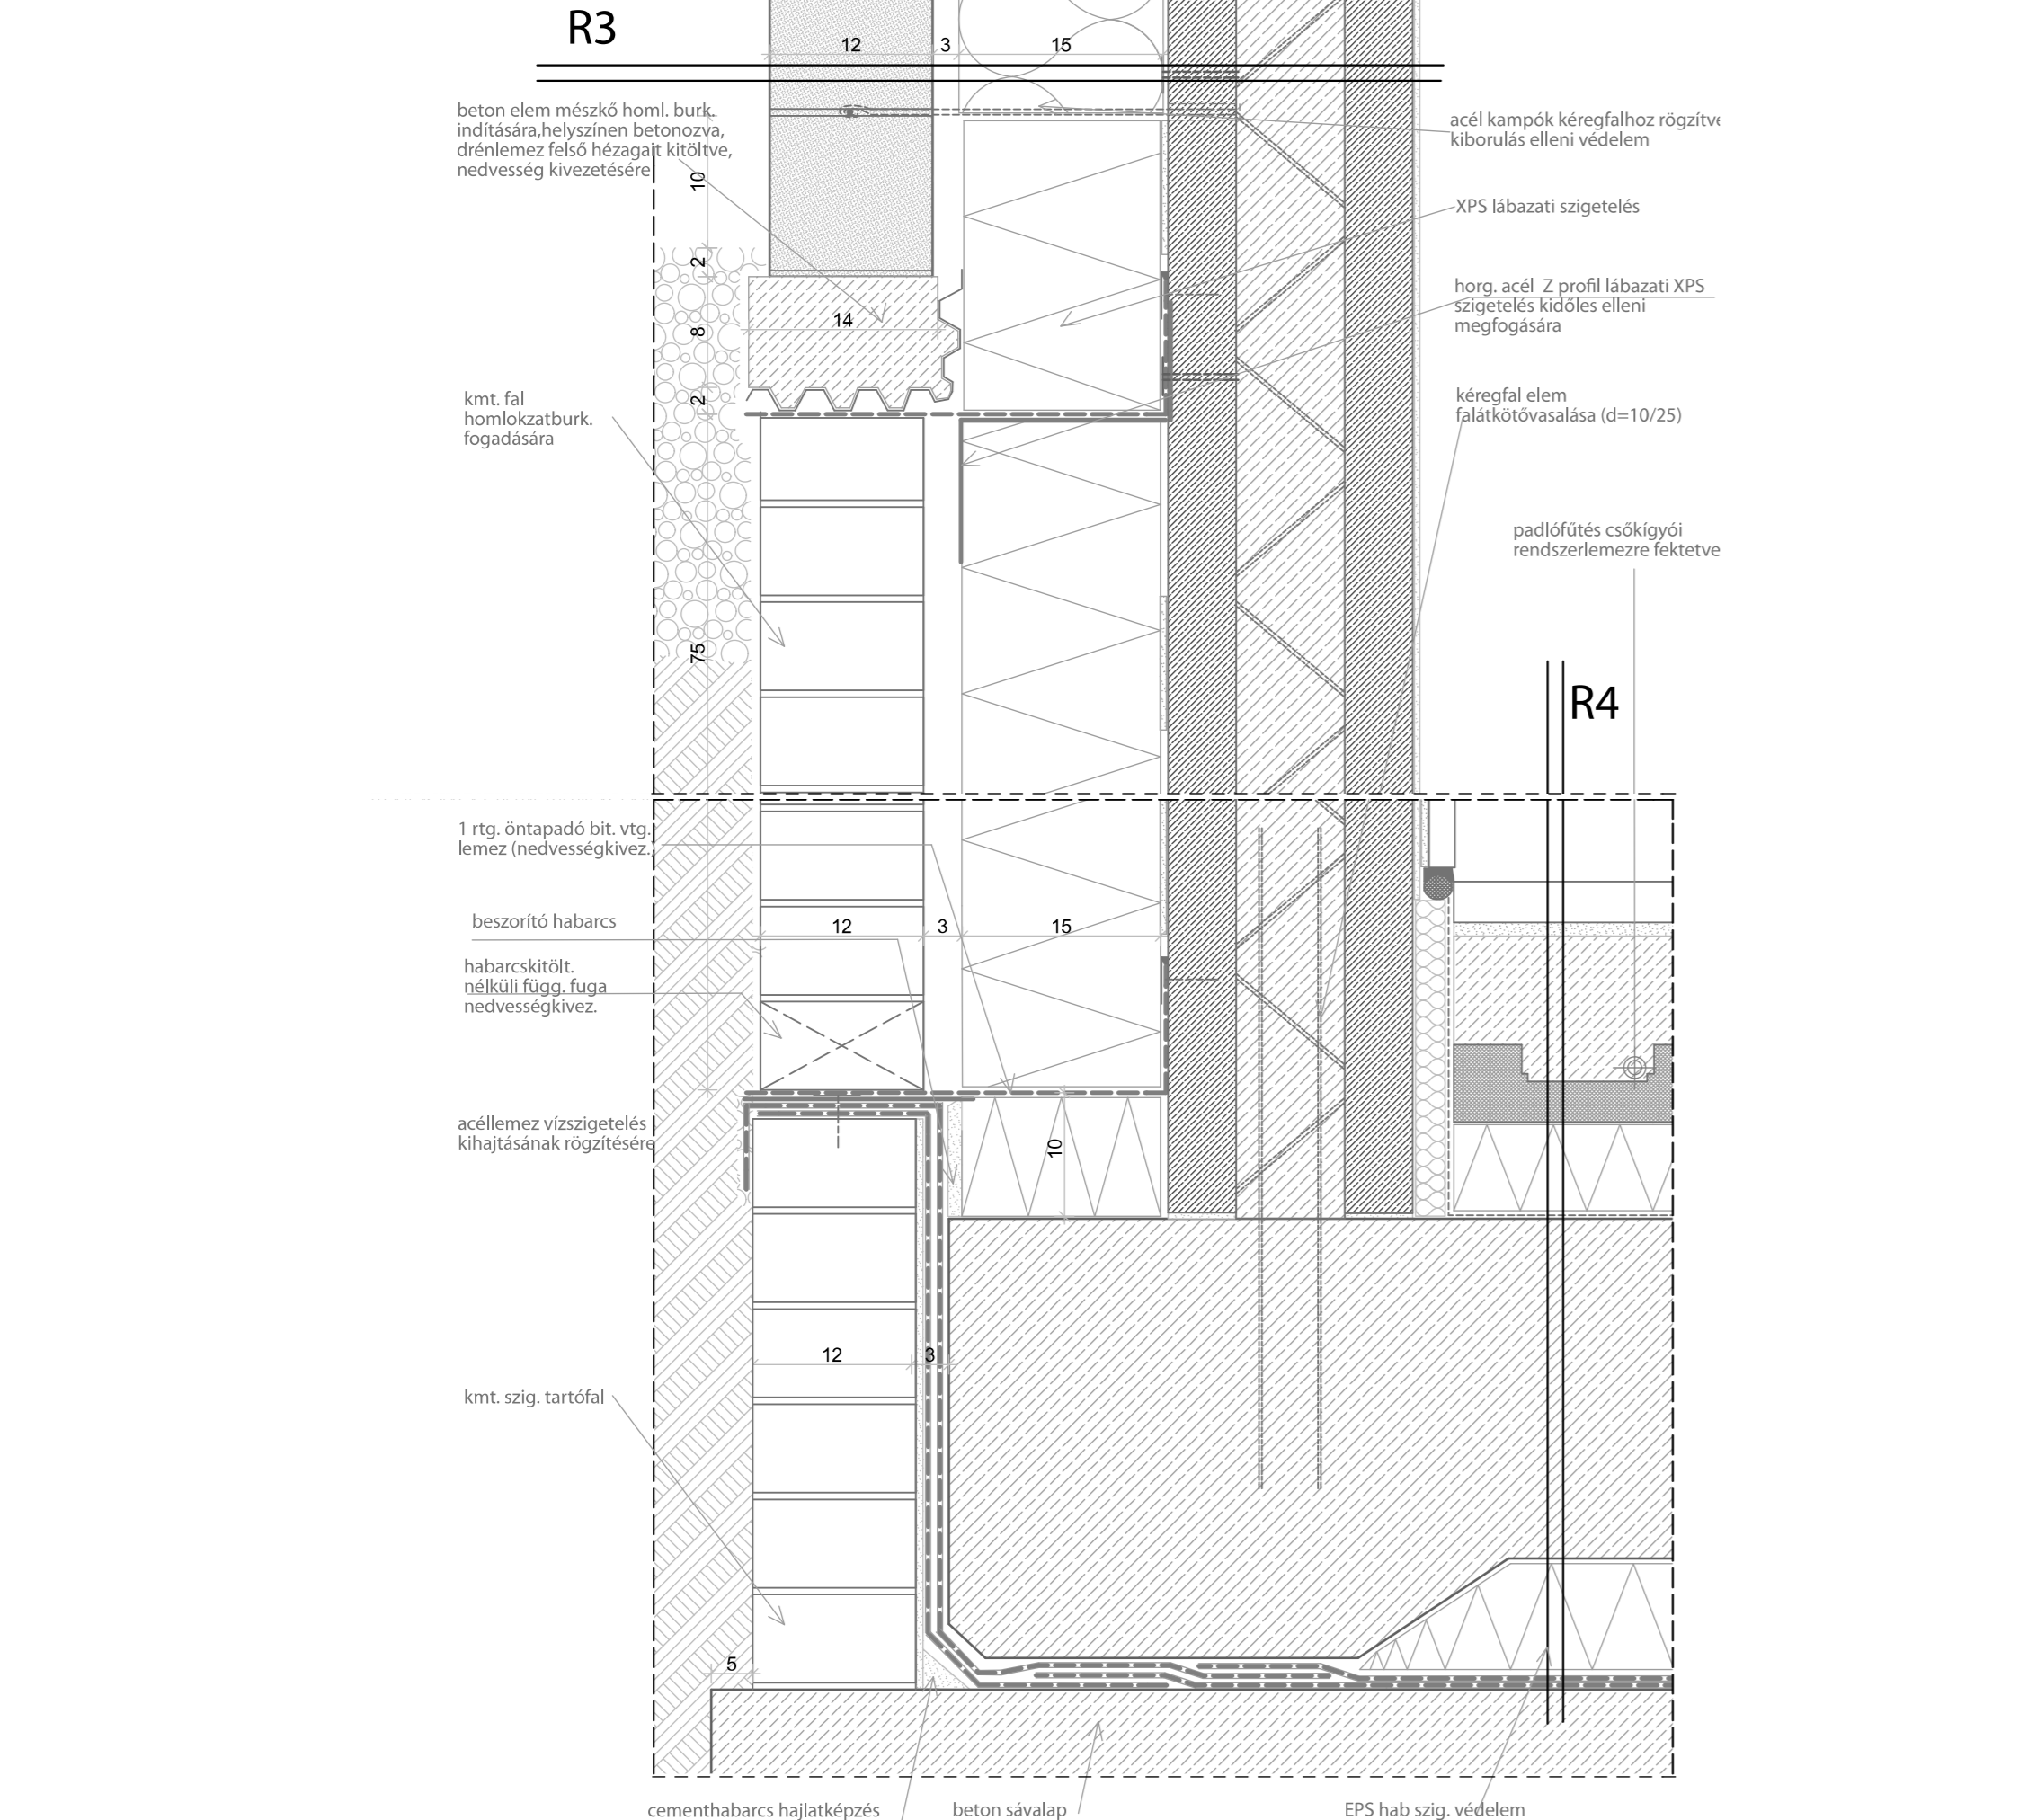 R3
12
3
15
beton elem mészkő homl. burk.
indítására,helyszínen betonozva,
drénlemez felső hézagait kitöltve,
nedvesség kivezetésére
acél kampók kéregfalhoz rögzítve
kiborulás elleni védelem
10
XPS lábazati szigetelés
2
horg. acél Z profil lábazati XPS
szigetelés kidőles elleni
megfogására
14
8
2
kmt. fal
homlokzatburk.
fogadására
kéregfal elem
falátkötővasalása (d=10/25)
padlófűtés csőkígyói
rendszerlemezre fektetve
75
R4
1 rtg. öntapadó bit. vtg.
lemez (nedvességkivez.
beszorító habarcs
12
3
15
habarcskitölt.
nélküli függ. fuga
nedvességkivez.
acéllemez vízszigetelés
kihajtásának rögzítésére
10
12
3
kmt. szig. tartófal
5
cementhabarcs hajlatképzés
beton sávalap
EPS hab szig. védelem